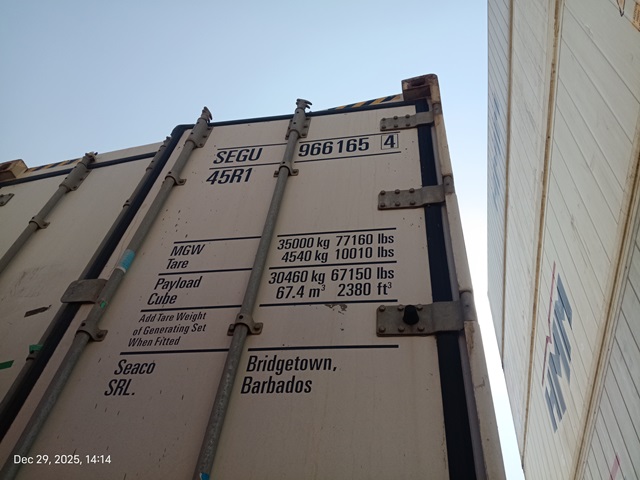 SEGU 966165 4
45R1
MGW 35000 kg 77160 lbs
Tare 4540 kg 10010 lbs
Payload 30460 kg 67150 lbs
Cube 67.4 m³ 2380 ft³
Add Tare Weight
of Generating Set
When Fitted
Seaco Bridgetown,
SRL. Barbados
HMM
Dec 29, 2025, 14:14